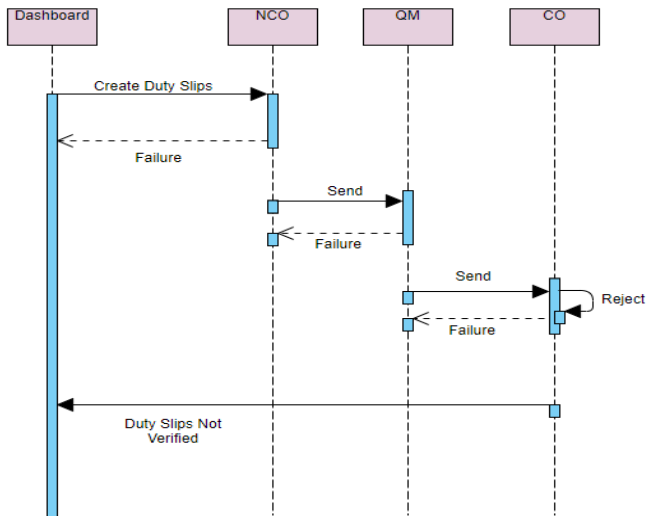 Dashboard
NCO
QM
CO
Create Duty Slips
Failure
Send
Failure
Send
Reject
Failure
Duty Slips Not
Verified